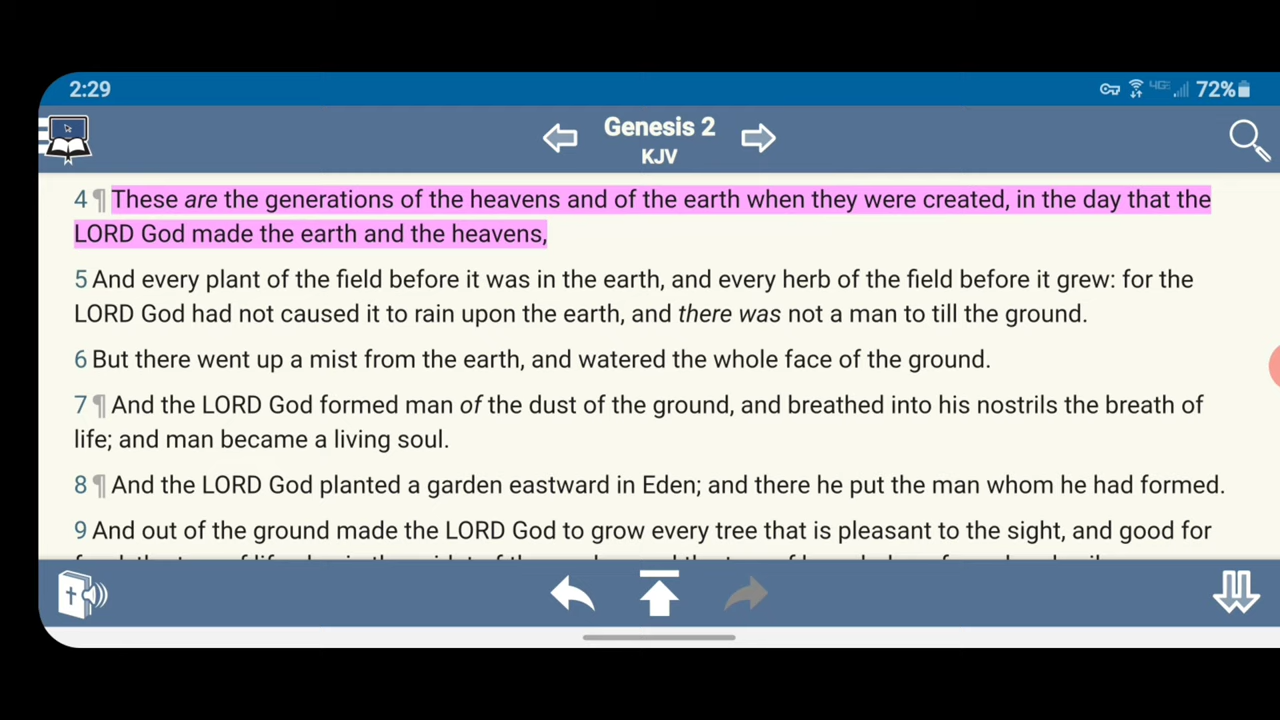 2:29 4GE 72%
Genesis 2
KJV
4 ¶ These are the generations of the heavens and of the earth when they were created, in the day that the
LORD God made the earth and the heavens,
5 And every plant of the field before it was in the earth, and every herb of the field before it grew: for the
LORD God had not caused it to rain upon the earth, and there was not a man to till the ground.
6 But there went up a mist from the earth, and watered the whole face of the ground.
7 ¶ And the LORD God formed man of the dust of the ground, and breathed into his nostrils the breath of
life; and man became a living soul.
8 ¶ And the LORD God planted a garden eastward in Eden; and there he put the man whom he had formed.
9 And out of the ground made the LORD God to grow every tree that is pleasant to the sight, and good for